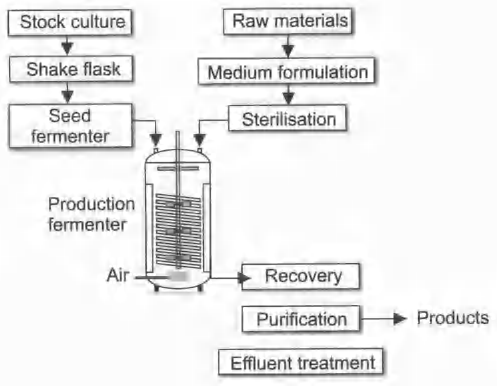 Stock culture
Shake flask
Seed
fermenter
Raw materials
Medium formulation
Sterilisation
Production
fermenter
Air
Recovery
Purification
Products
Effluent treatment